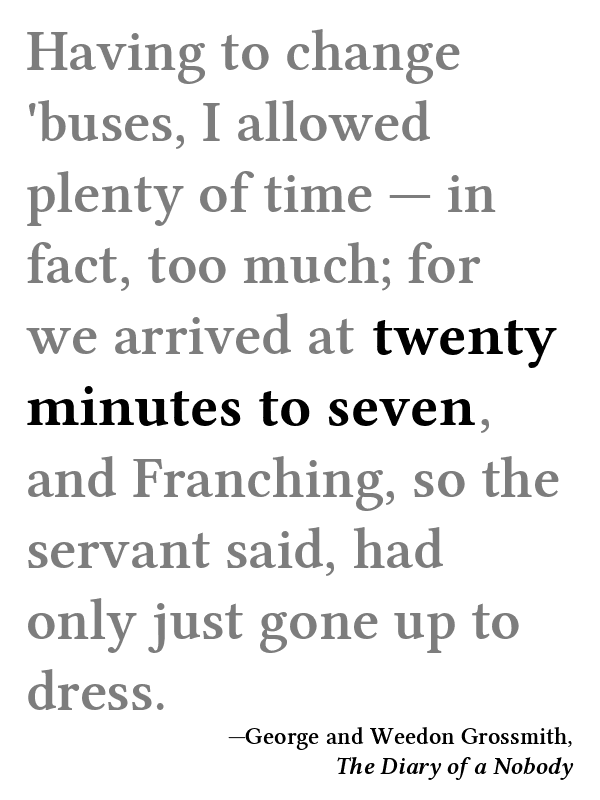 Having to change
'buses, I allowed
plenty of time — in
fact, too much; for
we arrived at twenty
minutes to seven,
and Franching, so the
servant said, had
only just gone up to
dress.
—George and Weedon Grossmith,
The Diary of a Nobody